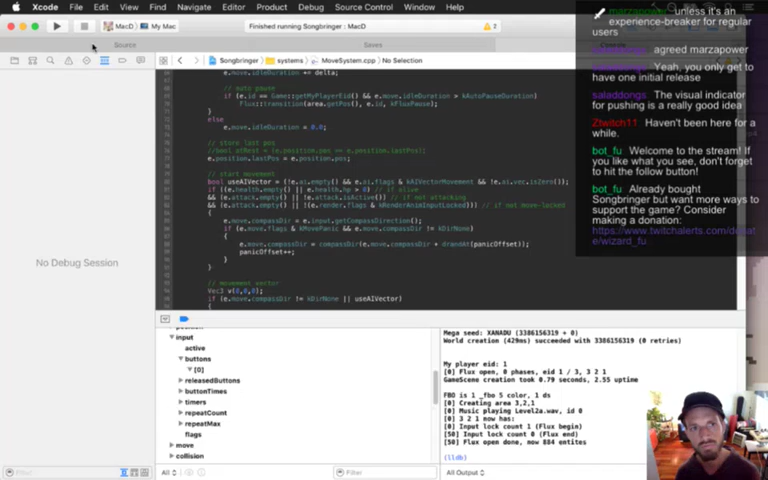 Xcode File Edit View Find Navigate Editor Product Debug Source Control Window Help
MacD My Mac
Finished running Songbringer : MacD
2
Source
Saves
Songbringer systems MoveSystem.cpp No Selection
e.move.idleDuration += delta;
// auto pause
if (e.id == Game::getMyPlayerEid() && e.move.idleDuration > kAutoPauseDuration)
Flux::transition(area.getPos(), e.id, kFluxPause);
}
else
e.move.idleDuration = 0.0;
// store last pos
//bool atRest = (e.position.pos == e.position.lastPos);
e.position.lastPos = e.position.pos;
// start movement
bool useAIVector = (!e.ai.empty() && e.ai.flags & kAIVectorMovement && !e.ai.vec.isZero());
if ((e.health.empty() || e.health.hp > 0) // if alive
&& (e.attack.empty() || !e.attack.isActive()) // if not attacking
&& (e.render.empty() || !(e.render.flags & kRenderAnimInputLocked))) // if not move-locked
{
e.move.compassDir = e.input.getCompassDirection();
if (e.move.flags & kMovePanic && e.move.compassDir != kDirNone)
{
e.move.compassDir = compassDir(e.move.compassDir + drandAt(panicOffset));
panicOffset++;
}
}
// movement vector
Vec3 v(0,0,0);
if (e.move.compassDir != kDirNone || useAIVector)
{
No Debug Session
input
active
buttons
[0]
releasedButtons
buttonTimes
timers
repeatCount
repeatMax
flags
move
collision
Mega seed: XANADU (3386156319 + 0)
World creation (429ms) succeeded with 3386156319 (0 retries)
My player eid: 1
[0] Flux open, 0 phases, eid 1 / 3, 3 2 1
GameScene creation took 0.79 seconds, 2.55 uptime
FBO is 1 _fbo 5 color, 1 ds
[0] Creating area 3,2,1
[0] Music playing Level2a.wav, id 0
[0] 3 2 1 now has:
[0] Input lock count 1 (Flux begin)
[50] Input lock count 0 (Flux end)
[50] Flux open done, now 884 entites
(lldb)
Filter
All
Filter
All Output
marzapower: unless it's an
experience-breaker for regular
users
agreed marzapower
Yeah, you only get
to have one initial release
saladdongs: The visual indicator
for pushing is a really good idea
Ztwitch11: Haven't been here for a
while.
bot_fu: Welcome to the stream! If
you like what you see, don't forget
to hit the follow button!
bot_fu: Already bought
Songbringer but want more ways to
support the game? Consider
making a donation:
https://www.twitchalerts.com/donat
e/wizard_fu